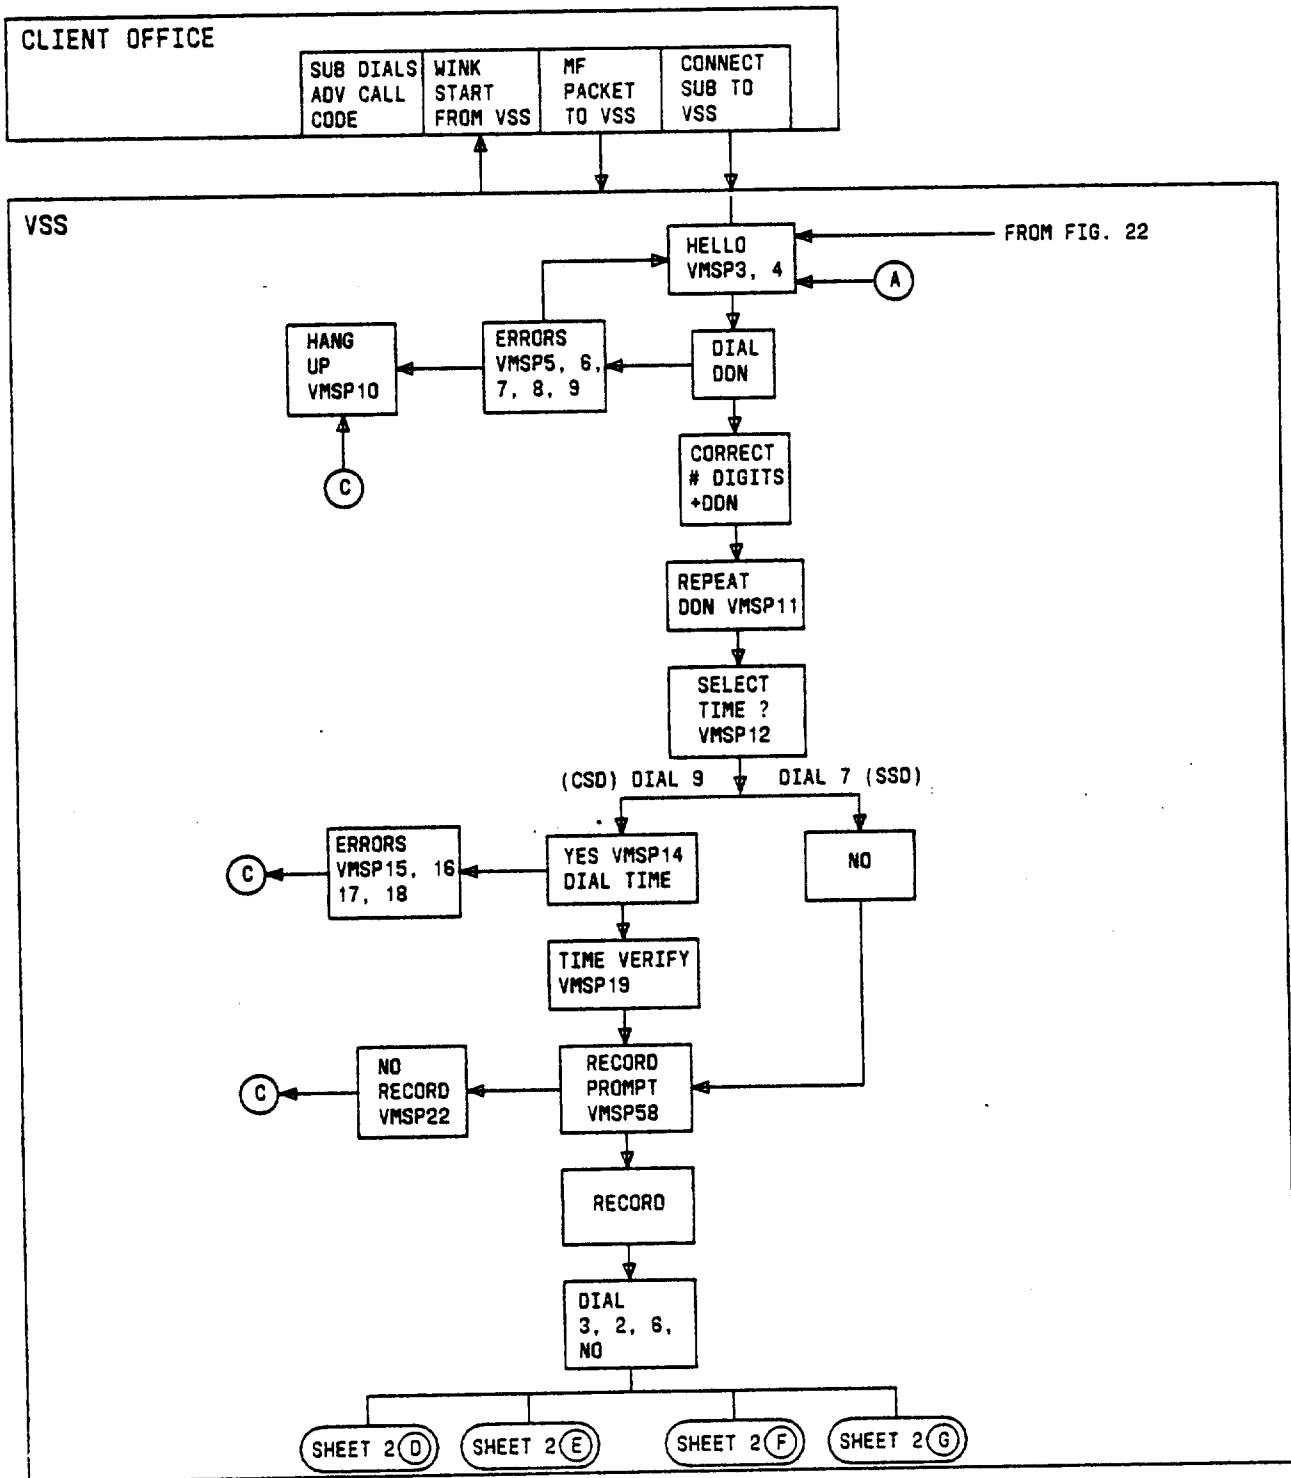 CLIENT OFFICE
SUB DIALS
ADV CALL
CODE
WINK
START
FROM VSS
MF
PACKET
TO VSS
CONNECT
SUB TO
VSS
VSS
HELLO
VMSP3, 4
FROM FIG. 22
A
HANG
UP
VMSP10
ERRORS
VMSP5, 6,
7, 8, 9
DIAL
DDN
C
CORRECT
# DIGITS
+DDN
REPEAT
DDN VMSP11
SELECT
TIME ?
VMSP12
(CSD) DIAL 9
DIAL 7 (SSD)
C
ERRORS
VMSP15, 16
17, 18
YES VMSP14
DIAL TIME
NO
TIME VERIFY
VMSP19
C
NO
RECORD
VMSP22
RECORD
PROMPT
VMSP58
RECORD
DIAL
3, 2, 6,
NO
SHEET 2 D
SHEET 2 E
SHEET 2 F
SHEET 2 G